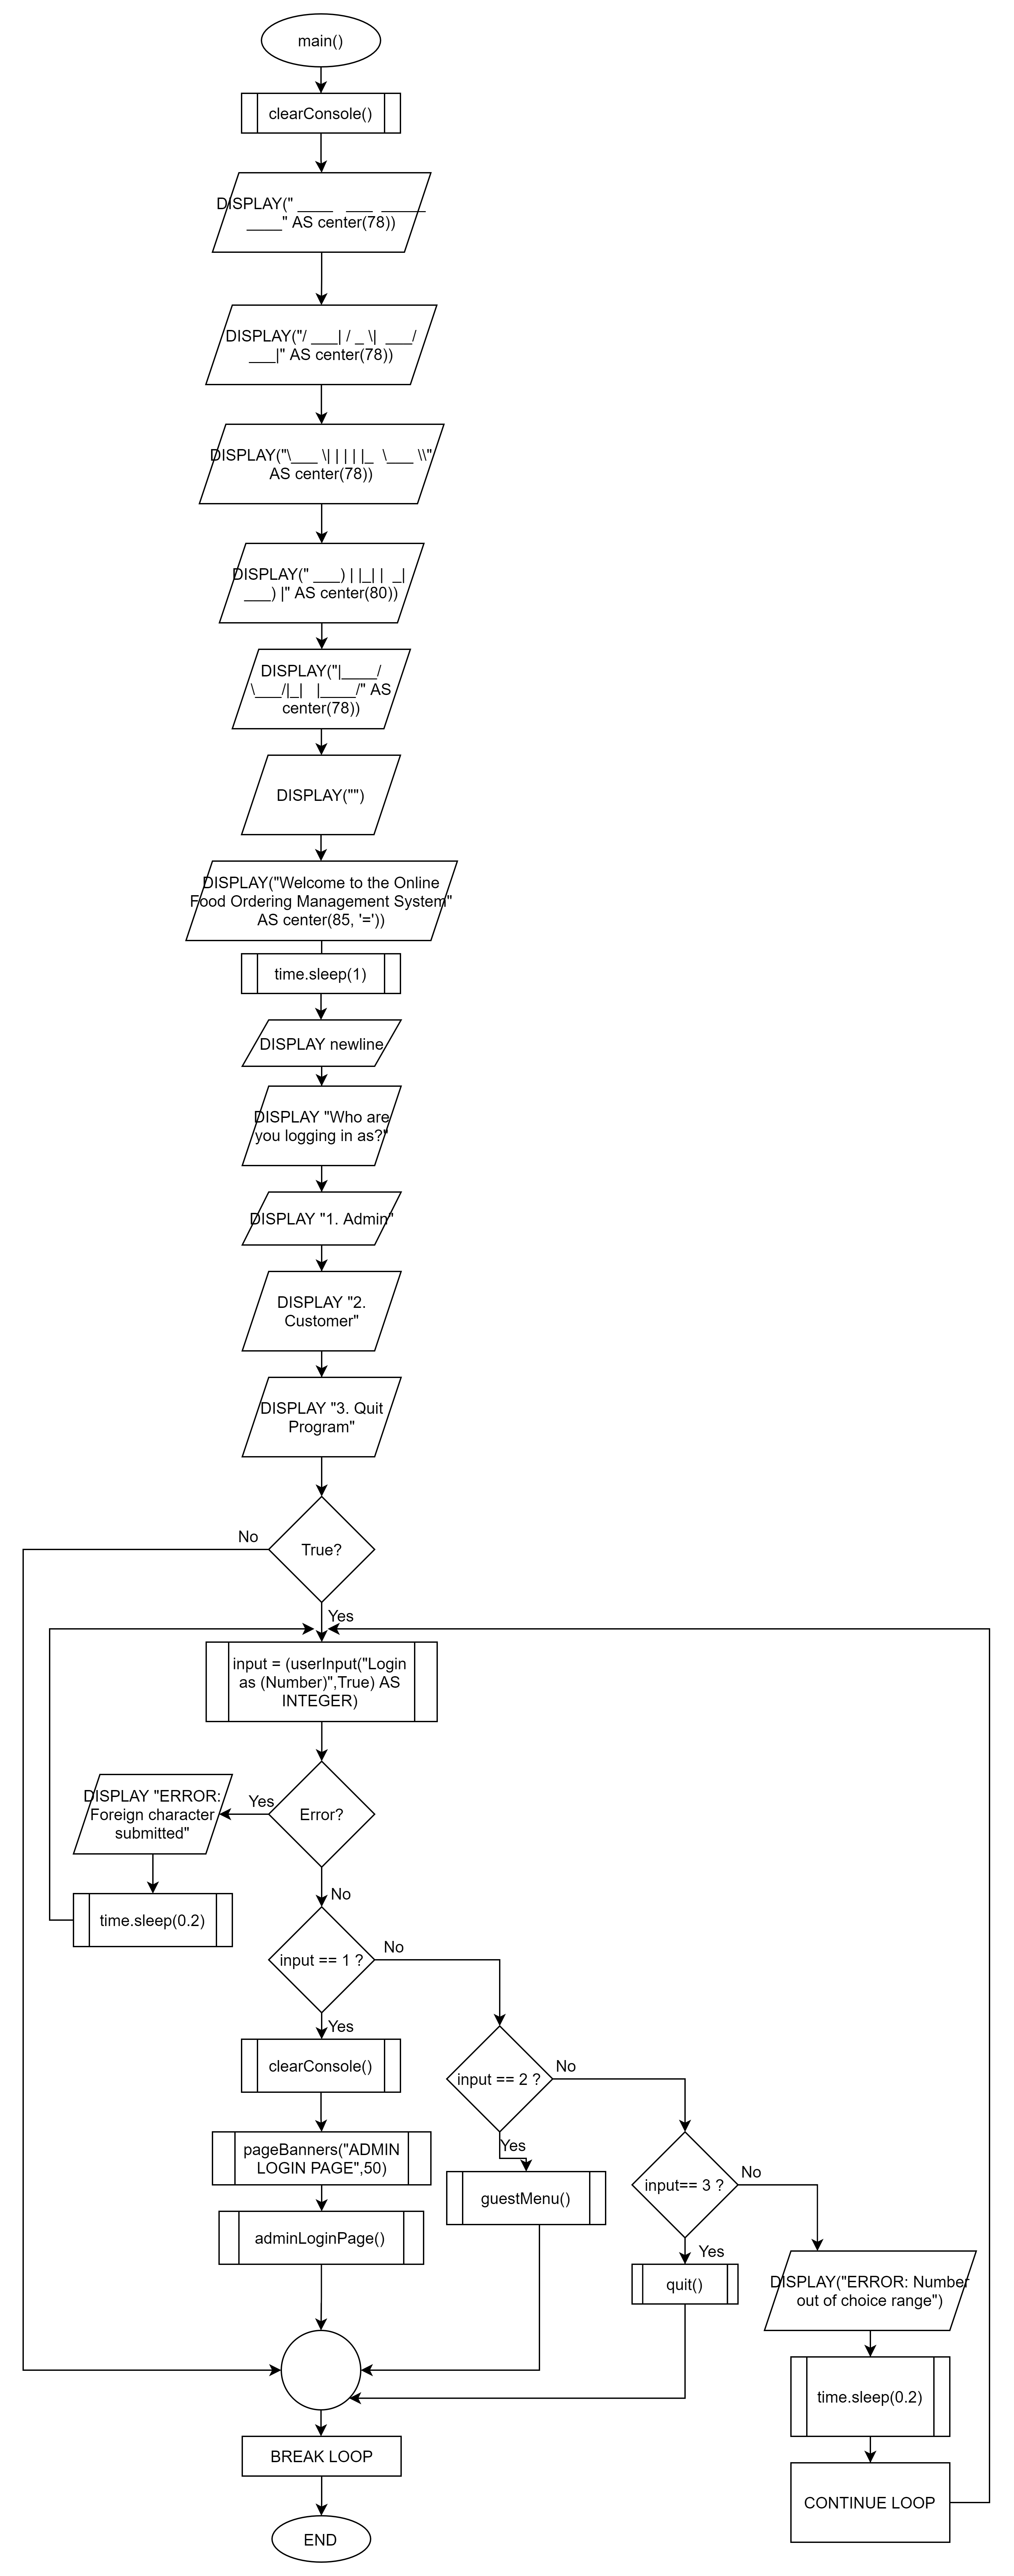 main()
clearConsole()
DISPLAY(" ____   ___  _____
____" AS center(78))
DISPLAY("/ ___| / _ \|  ___/
___|" AS center(78))
DISPLAY("\___ \| | | | |_  \___ \\"
AS center(78))
DISPLAY(" ___) | |_| |  _|
___) |" AS center(80))
DISPLAY("|____/
\___/|_|   |____/" AS
center(78))
DISPLAY("")
DISPLAY("Welcome to the Online
Food Ordering Management System"
AS center(85, '='))
time.sleep(1)
DISPLAY newline
DISPLAY "Who are
you logging in as?"
DISPLAY "1. Admin"
DISPLAY "2.
Customer"
DISPLAY "3. Quit
Program"
No
True?
Yes
input = (userInput("Login
as (Number)",True) AS
INTEGER)
DISPLAY "ERROR:
Foreign character
submitted"
Yes
Error?
No
time.sleep(0.2)
input == 1 ?
No
Yes
clearConsole()
input == 2 ?
No
Yes
pageBanners("ADMIN
LOGIN PAGE",50)
guestMenu()
input== 3 ?
No
Yes
adminLoginPage()
quit()
DISPLAY("ERROR: Number
out of choice range")
time.sleep(0.2)
BREAK LOOP
CONTINUE LOOP
END